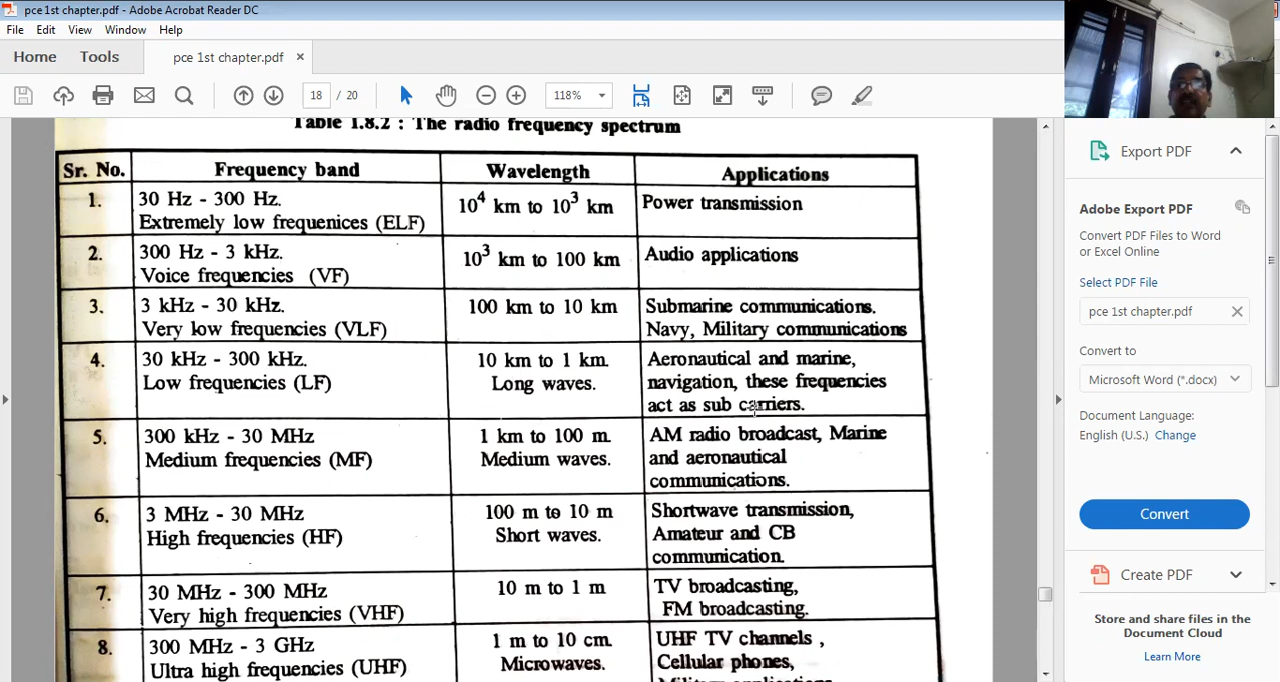 pce 1st chapter.pdf - Adobe Acrobat Reader DC
File Edit View Window Help
Home Tools pce 1st chapter.pdf ×
18 / 20 118%
Table 1.8.2 : The radio frequency spectrum
Sr. No. Frequency band Wavelength Applications
1. 30 Hz - 300 Hz. 10⁴ km to 10³ km Power transmission
Extremely low frequenices (ELF)
2. 300 Hz - 3 kHz. 10³ km to 100 km Audio applications
Voice frequencies (VF)
3. 3 kHz - 30 kHz. 100 km to 10 km Submarine communications.
Very low frequencies (VLF) Navy, Military communications
4. 30 kHz - 300 kHz. 10 km to 1 km. Aeronautical and marine,
Low frequencies (LF) Long waves. navigation, these frequencies
act as sub carriers.
5. 300 kHz - 30 MHz 1 km to 100 m. AM radio broadcast, Marine
Medium frequencies (MF) Medium waves. and aeronautical
communications.
6. 3 MHz - 30 MHz 100 m to 10 m Shortwave transmission,
High frequencies (HF) Short waves. Amateur and CB
communication.
7. 30 MHz - 300 MHz 10 m to 1 m TV broadcasting,
Very high frequencies (VHF) FM broadcasting.
8. 300 MHz - 3 GHz 1 m to 10 cm. UHF TV channels ,
Ultra high frequencies (UHF) Microwaves. Cellular phones,
Export PDF
Adobe Export PDF
Convert PDF Files to Word
or Excel Online
Select PDF File
pce 1st chapter.pdf
Convert to
Microsoft Word (*.docx)
Document Language:
English (U.S.) Change
Convert
Create PDF
Store and share files in the
Document Cloud
Learn More